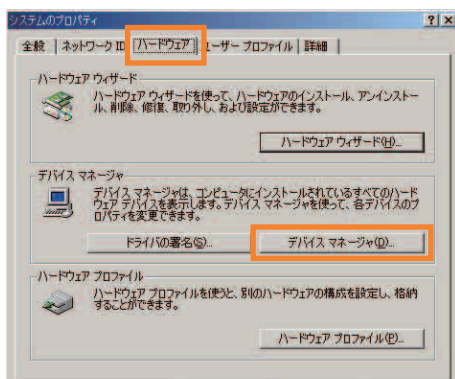 システムのプロパティ
全般 ネットワーク ID ハードウェア ユーザー プロファイル 詳細
ハードウェア ウィザード
ハードウェア ウィザードを使って、ハードウェアのインストール、アンインストー
ル、削除、修復、取り外し、および設定ができます。
ハードウェア ウィザード(H)...
デバイス マネージャ
デバイス マネージャは、コンピュータにインストールされているすべてのハード
ウェア デバイスを表示します。デバイス マネージャを使って、各デバイスのプ
ロパティを変更できます。
ドライバの署名(S)... デバイス マネージャ(D)...
ハードウェア プロファイル
ハードウェア プロファイルを使うと、別のハードウェアの構成を設定し、格納
することができます。
ハードウェア プロファイル(P)...